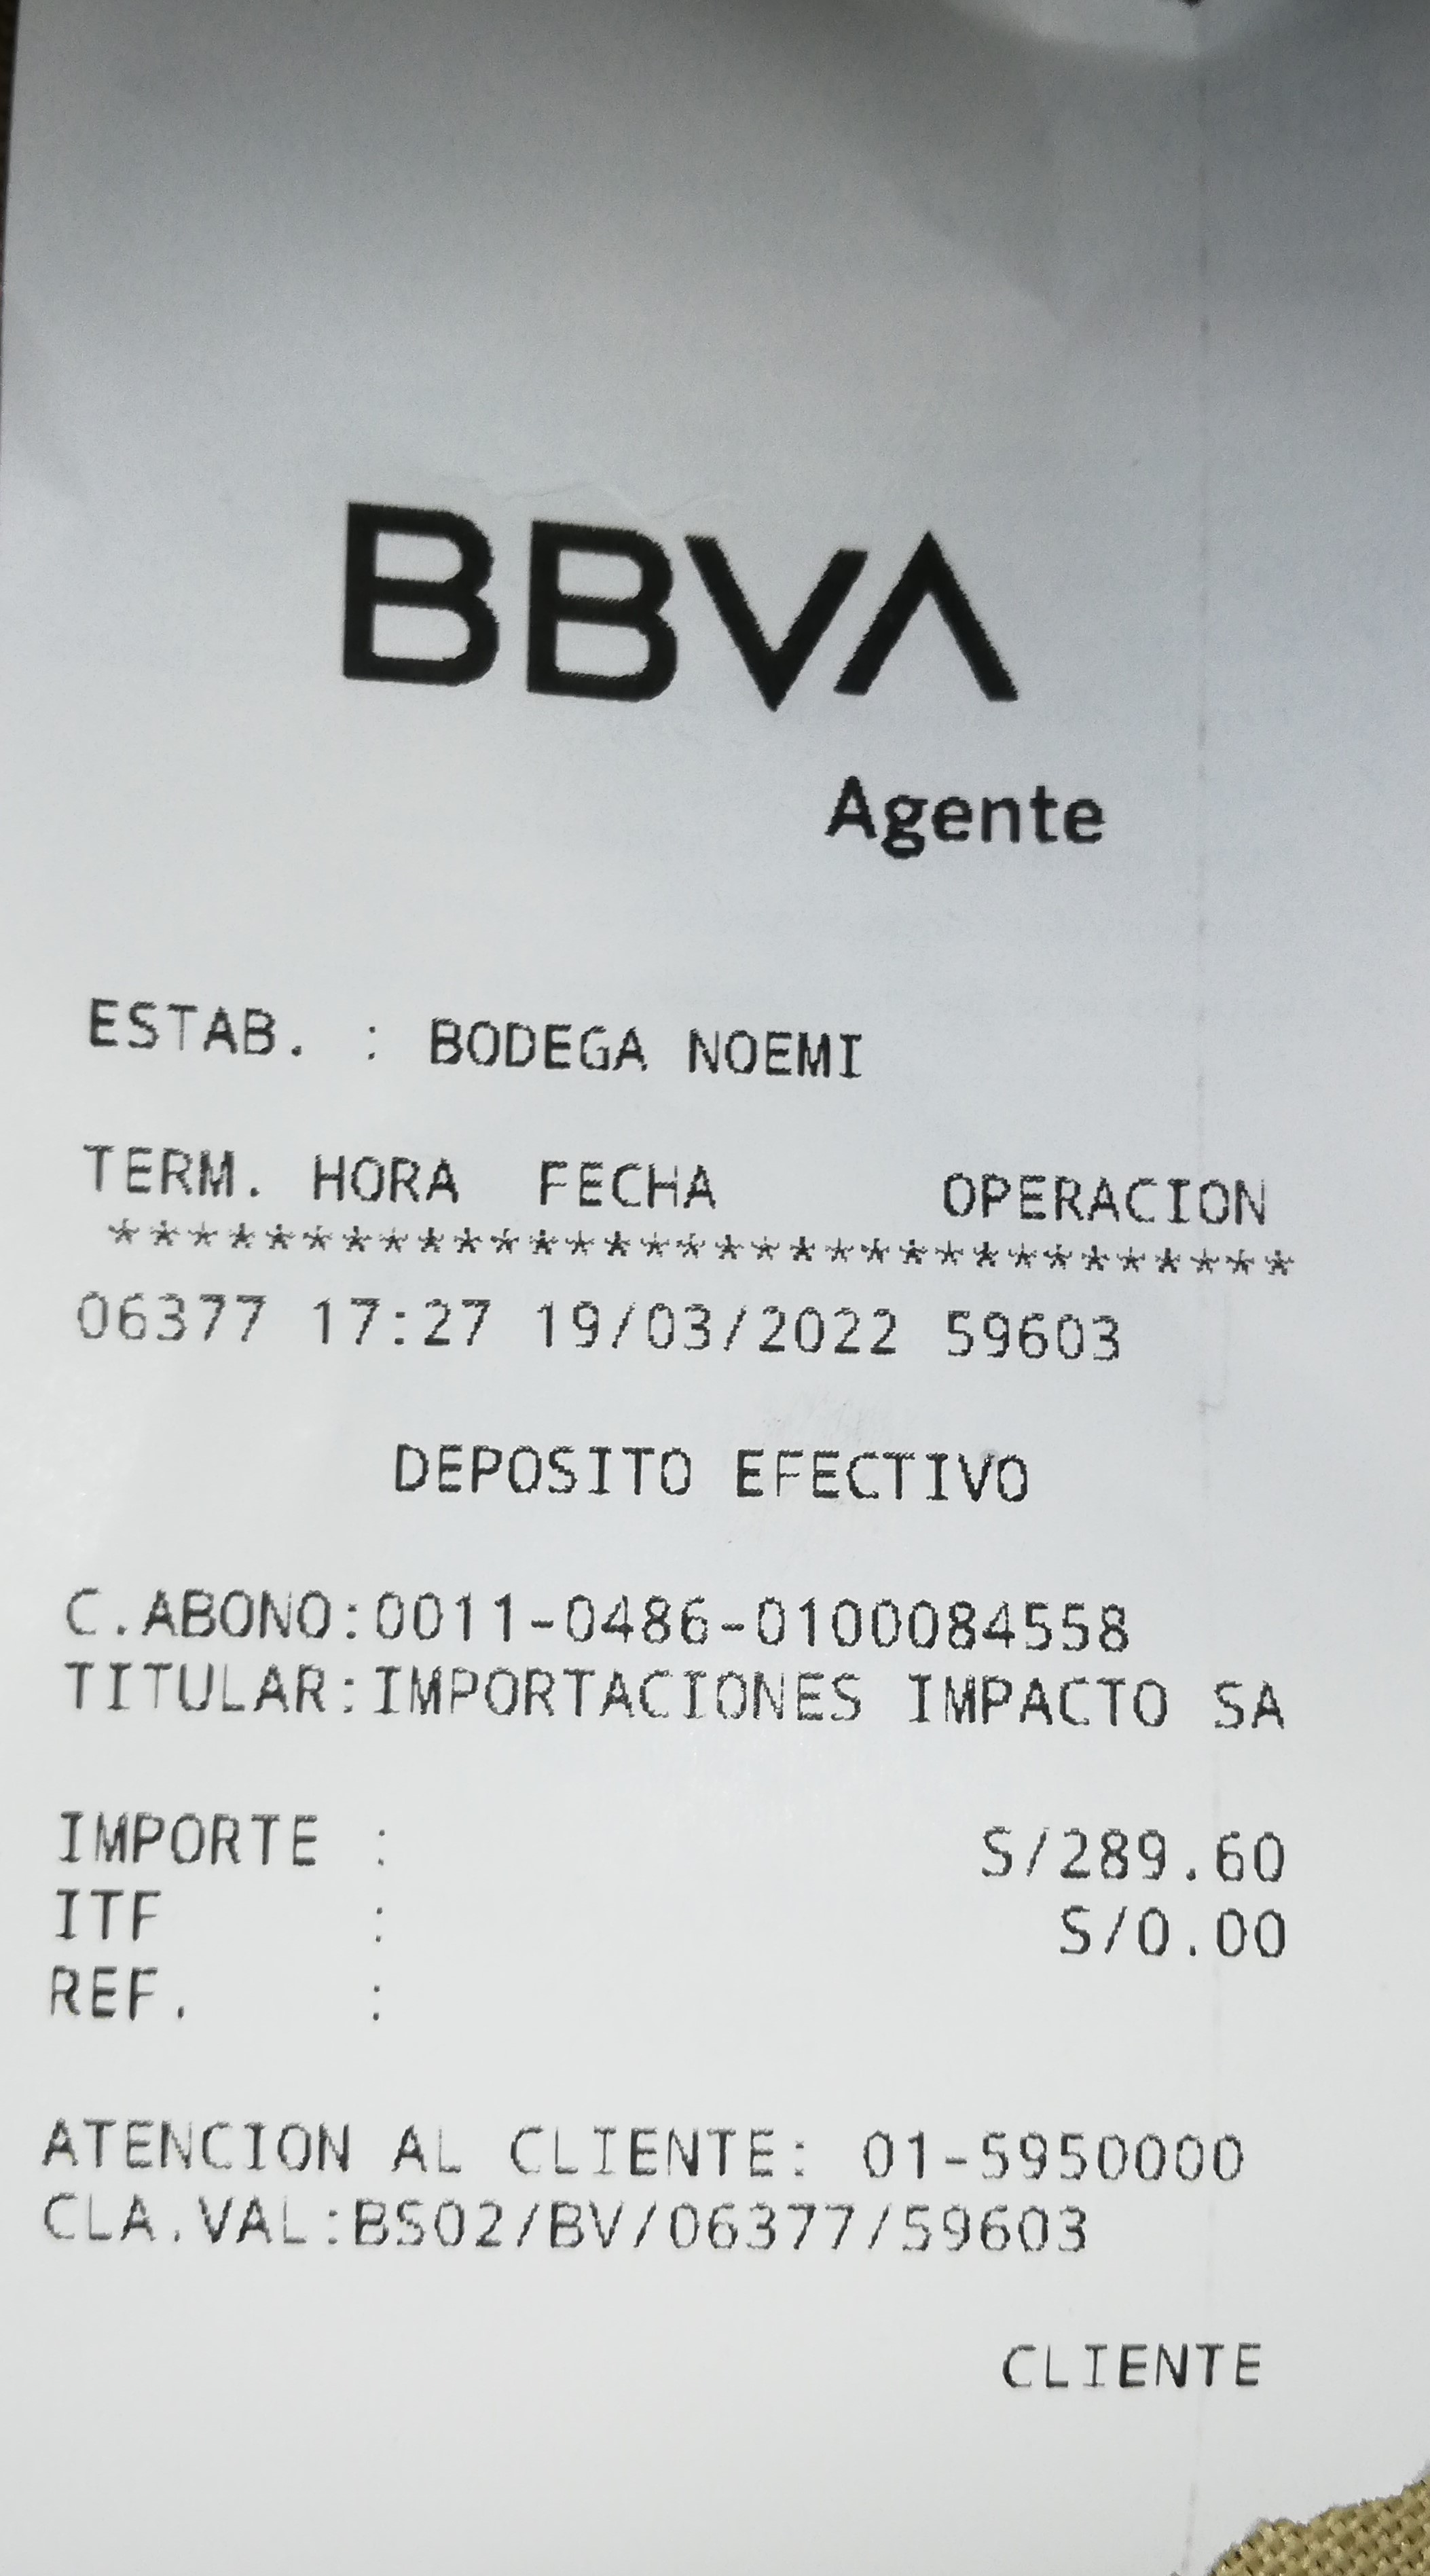 BBVA
Agente
ESTAB. : BODEGA NOEMI
TERM. HORA FECHA OPERACION
********************************
06377 17:27 19/03/2022 59603
DEPOSITO EFECTIVO
C.ABONO:0011-0486-0100084558
TITULAR:IMPORTACIONES IMPACTO SA
IMPORTE : S/289.60
ITF : S/0.00
REF. :
ATENCION AL CLIENTE: 01-5950000
CLA.VAL:BS02/BV/06377/59603
CLIENTE